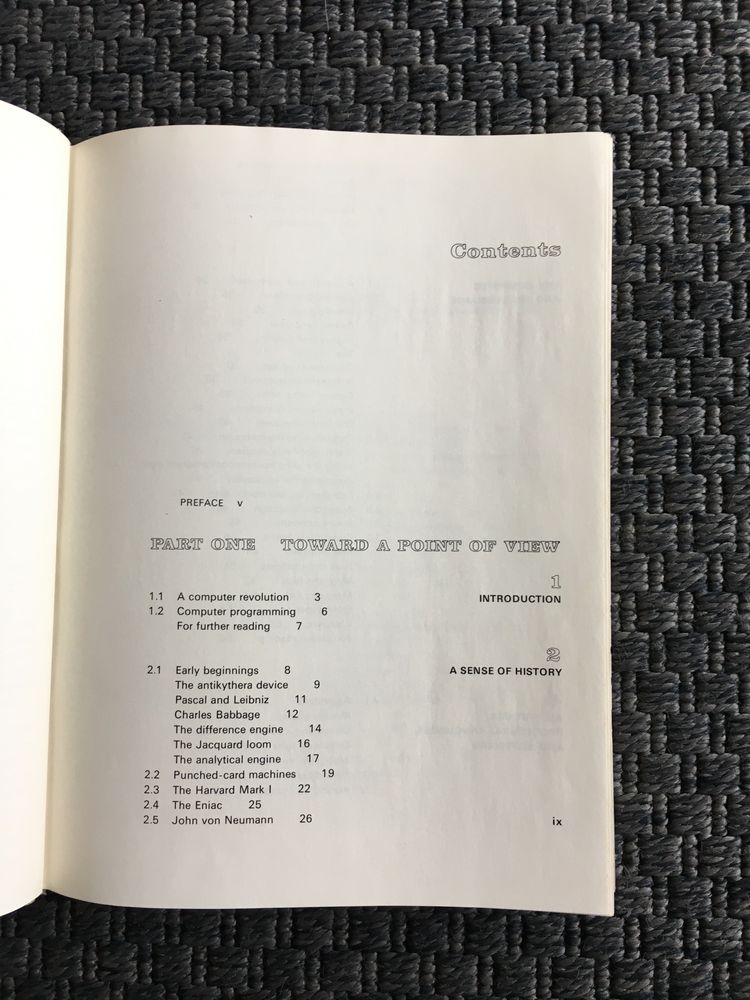 Contents
PREFACE v
PART ONE TOWARD A POINT OF VIEW
1
INTRODUCTION
1.1 A computer revolution 3
1.2 Computer programming 6
For further reading 7
2
A SENSE OF HISTORY
2.1 Early beginnings 8
The antikythera device 9
Pascal and Leibniz 11
Charles Babbage 12
The difference engine 14
The Jacquard loom 16
The analytical engine 17
2.2 Punched-card machines 19
2.3 The Harvard Mark I 22
2.4 The Eniac 25
2.5 John von Neumann 26
ix